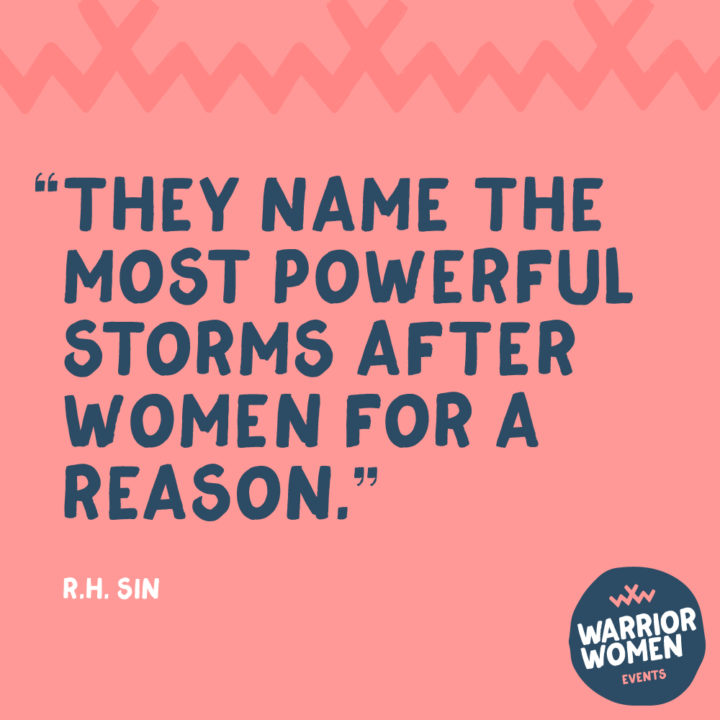 “THEY NAME THE
MOST POWERFUL
STORMS AFTER
WOMEN FOR A
REASON.”
R.H. SIN
WARRIOR
WOMEN
EVENTS